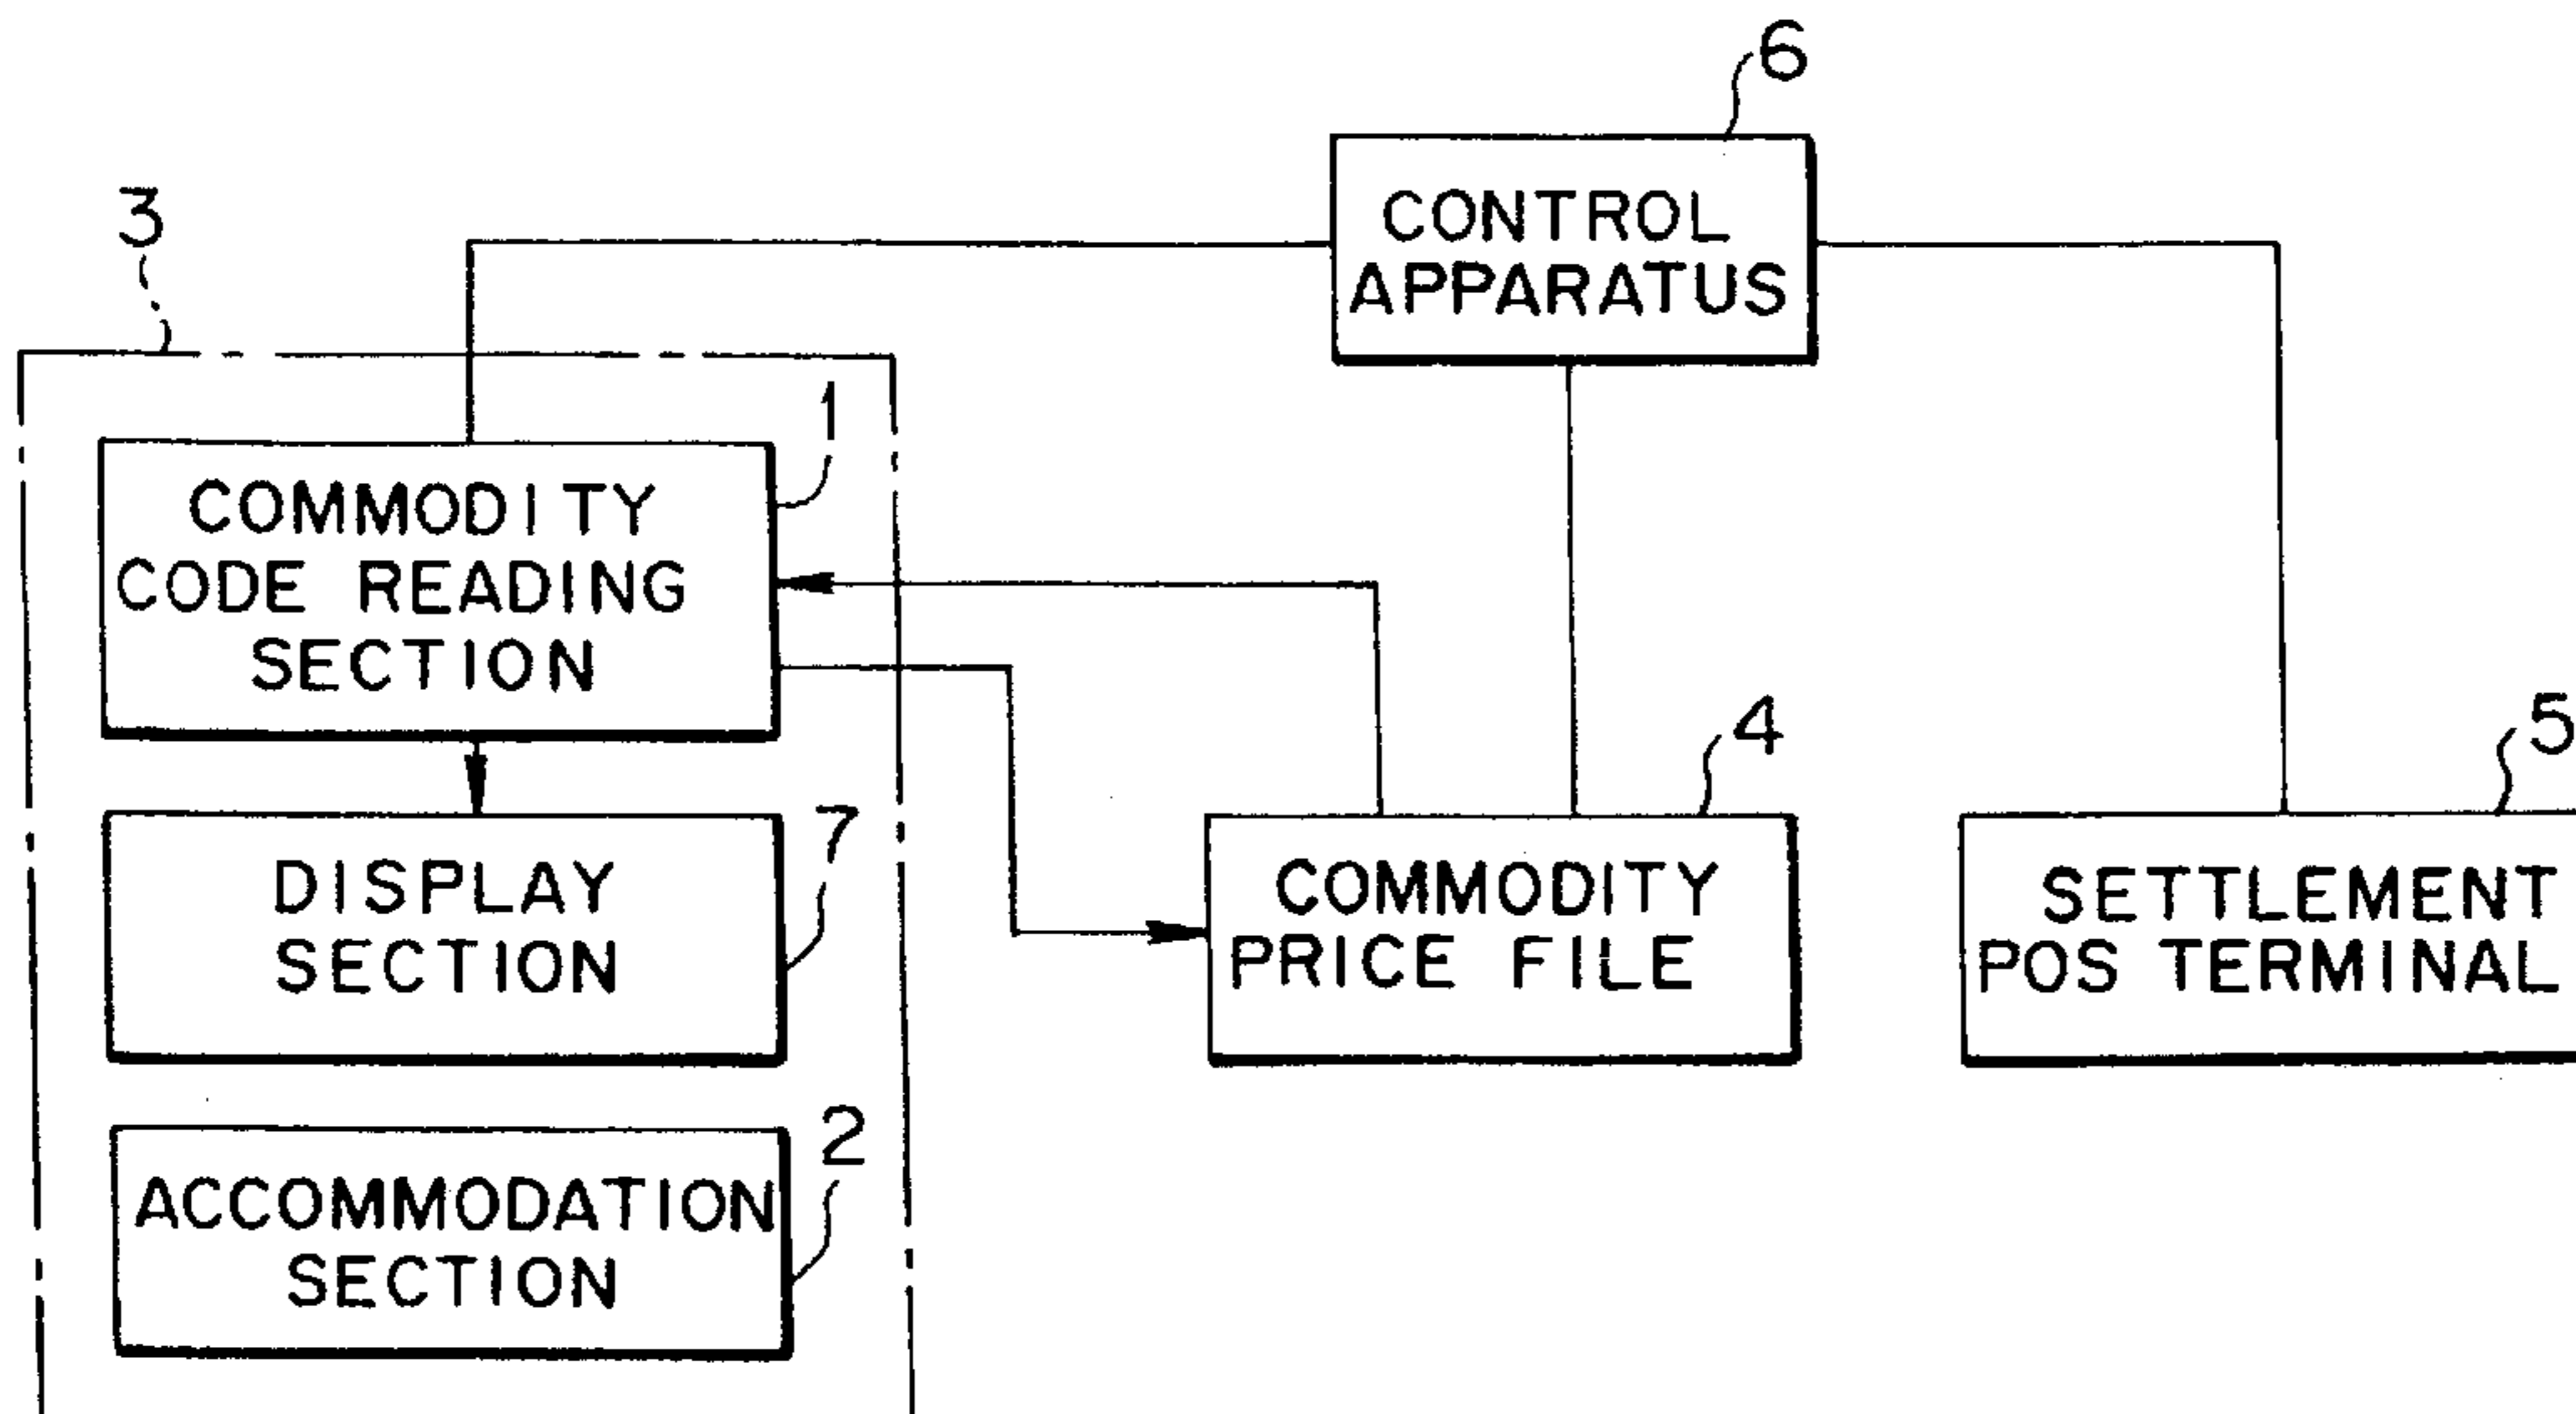 6
CONTROL
APPARATUS
3
1
COMMODITY
CODE READING
SECTION
4
5
7
DISPLAY
SECTION
COMMODITY
PRICE FILE
SETTLEMENT
POS TERMINAL
2
ACCOMMODATION
SECTION